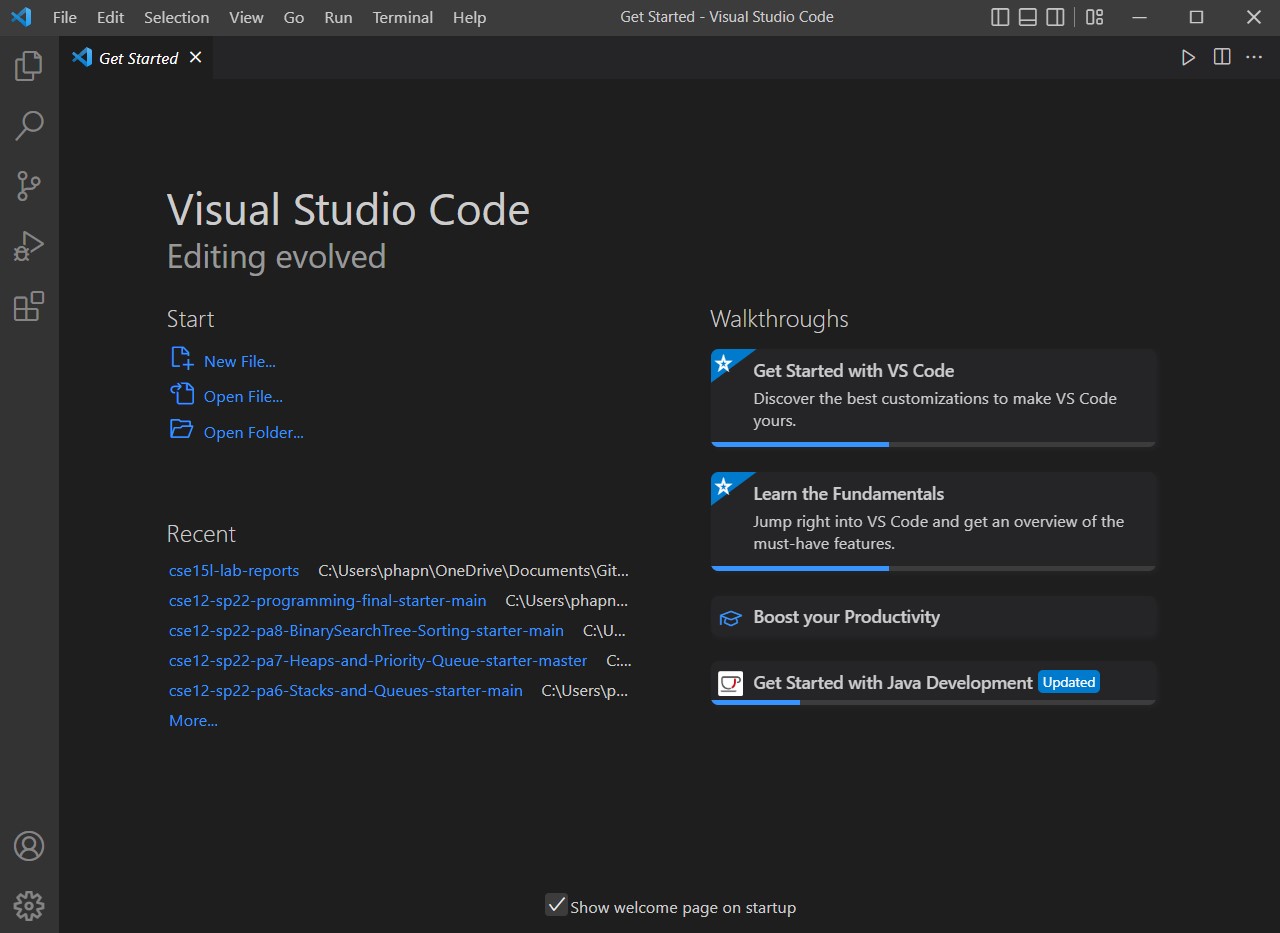 File Edit Selection View Go Run Terminal Help
Get Started - Visual Studio Code
Get Started
Visual Studio Code
Editing evolved
Start
New File...
Open File...
Open Folder...
Recent
cse15l-lab-reports C:\Users\phapn\OneDrive\Documents\Git...
cse12-sp22-programming-final-starter-main C:\Users\phapn...
cse12-sp22-pa8-BinarySearchTree-Sorting-starter-main C:\U...
cse12-sp22-pa7-Heaps-and-Priority-Queue-starter-master C:...
cse12-sp22-pa6-Stacks-and-Queues-starter-main C:\Users\p...
More...
Walkthroughs
Get Started with VS Code
Discover the best customizations to make VS Code
yours.
Learn the Fundamentals
Jump right into VS Code and get an overview of the
must-have features.
Boost your Productivity
Get Started with Java Development Updated
Show welcome page on startup